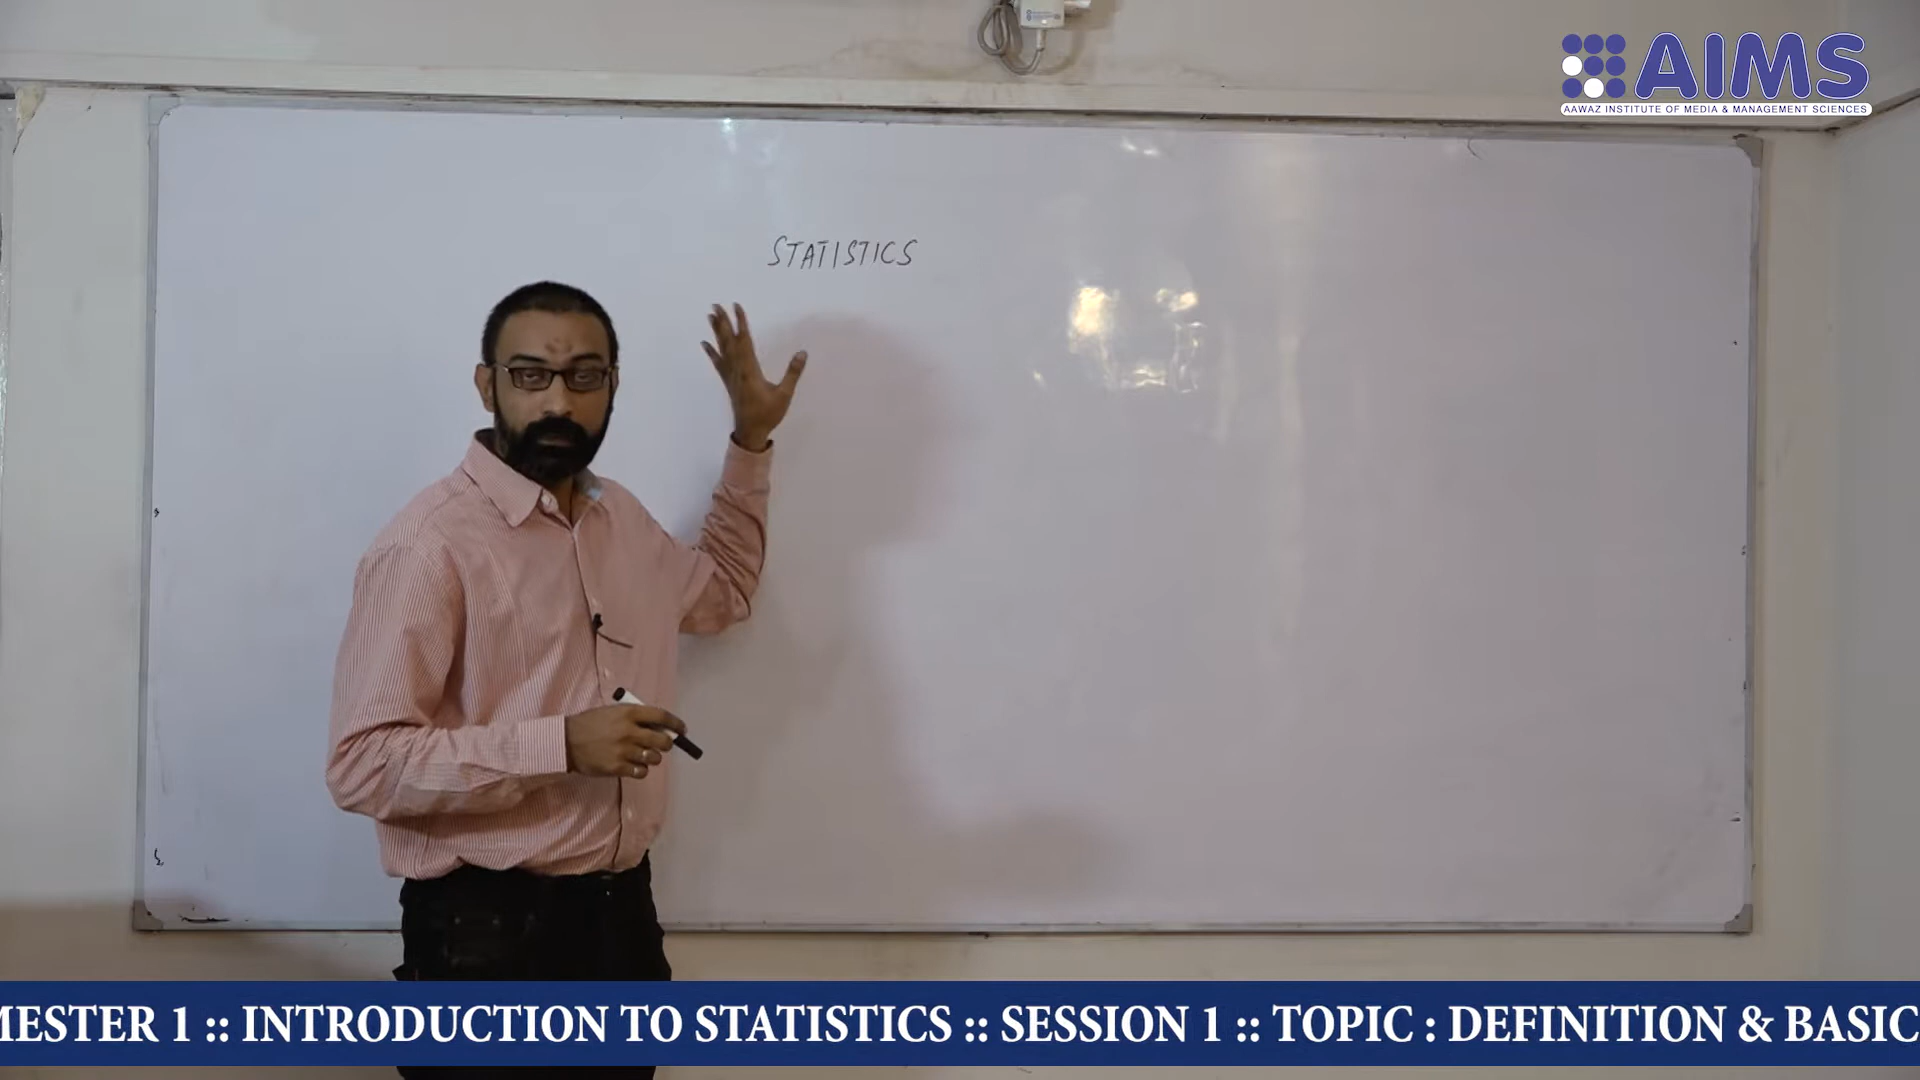 AIMS
AAWAZ INSTITUTE OF MEDIA & MANAGEMENT SCIENCES
STATISTICS
MESTER 1 :: INTRODUCTION TO STATISTICS :: SESSION 1 :: TOPIC : DEFINITION & BASIC